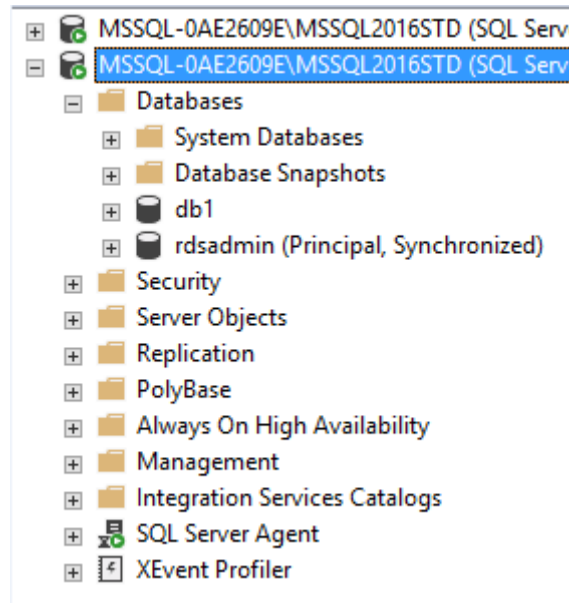 MSSQL-0AE2609E\MSSQL2016STD (SQL Serv
MSSQL-0AE2609E\MSSQL2016STD (SQL Serv
Databases
System Databases
Database Snapshots
db1
rdsadmin (Principal, Synchronized)
Security
Server Objects
Replication
PolyBase
Always On High Availability
Management
Integration Services Catalogs
SQL Server Agent
XEvent Profiler